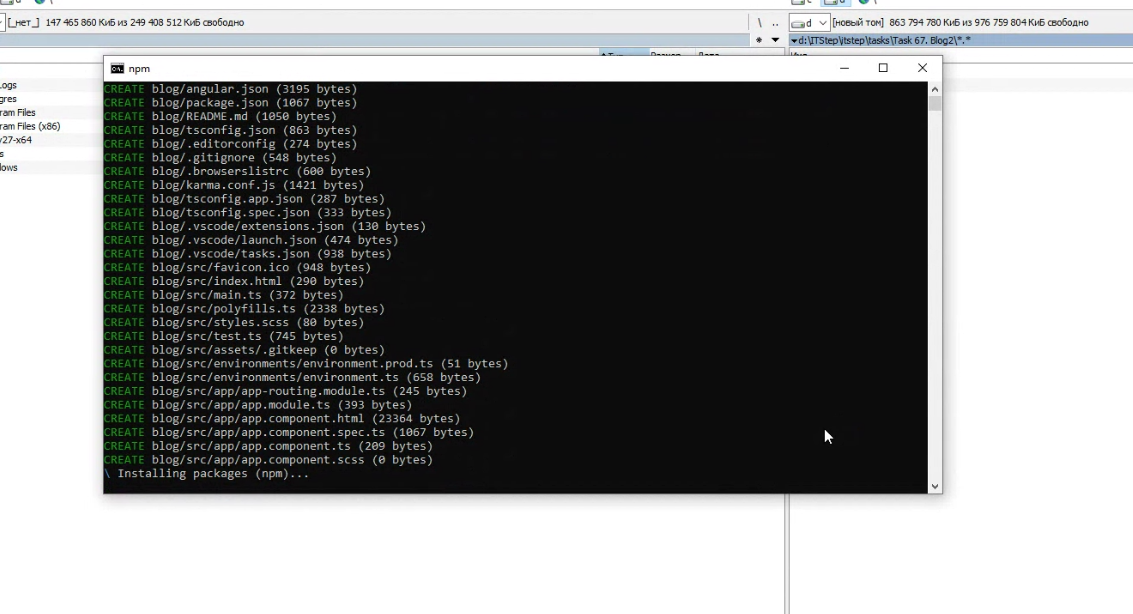 [_нет_] 147 465 860 КиБ из 249 408 512 КиБ свободно
\ ..
d [новый том] 863 794 780 КиБ из 976 759 804 КиБ свободно
* ▼ ▾d:\ITStep\itstep\tasks\Task 67. Blog2\*.*
npm
ogs
gres
ram Files
ram Files (x86)
v27-x64
s
lows
CREATE blog/angular.json (3195 bytes)
CREATE blog/package.json (1067 bytes)
CREATE blog/README.md (1050 bytes)
CREATE blog/tsconfig.json (863 bytes)
CREATE blog/.editorconfig (274 bytes)
CREATE blog/.gitignore (548 bytes)
CREATE blog/.browserslistrc (600 bytes)
CREATE blog/karma.conf.js (1421 bytes)
CREATE blog/tsconfig.app.json (287 bytes)
CREATE blog/tsconfig.spec.json (333 bytes)
CREATE blog/.vscode/extensions.json (130 bytes)
CREATE blog/.vscode/launch.json (474 bytes)
CREATE blog/.vscode/tasks.json (938 bytes)
CREATE blog/src/favicon.ico (948 bytes)
CREATE blog/src/index.html (290 bytes)
CREATE blog/src/main.ts (372 bytes)
CREATE blog/src/polyfills.ts (2338 bytes)
CREATE blog/src/styles.scss (80 bytes)
CREATE blog/src/test.ts (745 bytes)
CREATE blog/src/assets/.gitkeep (0 bytes)
CREATE blog/src/environments/environment.prod.ts (51 bytes)
CREATE blog/src/environments/environment.ts (658 bytes)
CREATE blog/src/app/app-routing.module.ts (245 bytes)
CREATE blog/src/app/app.module.ts (393 bytes)
CREATE blog/src/app/app.component.html (23364 bytes)
CREATE blog/src/app/app.component.spec.ts (1067 bytes)
CREATE blog/src/app/app.component.ts (209 bytes)
CREATE blog/src/app/app.component.scss (0 bytes)
\ Installing packages (npm)...